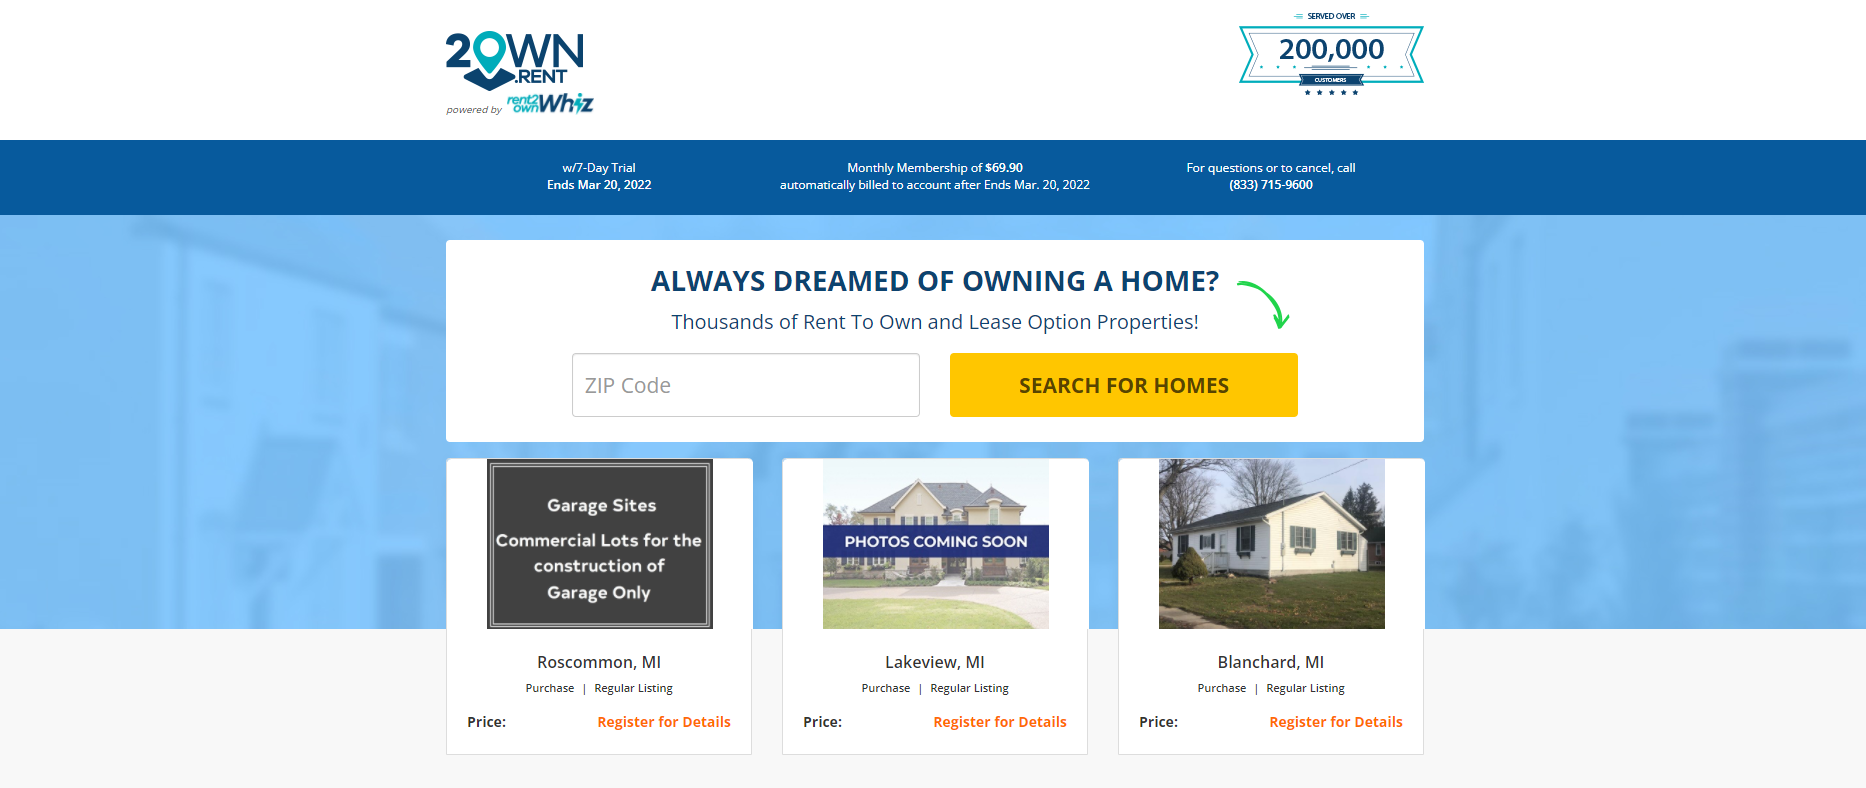 2OWN
.RENT
powered by rent2ownWhiz
SERVED OVER
200,000
CUSTOMERS
w/7-Day Trial
Ends Mar 20, 2022
Monthly Membership of $69.90
automatically billed to account after Ends Mar. 20, 2022
For questions or to cancel, call
(833) 715-9600
ALWAYS DREAMED OF OWNING A HOME?
Thousands of Rent To Own and Lease Option Properties!
ZIP Code
SEARCH FOR HOMES
Garage Sites
Commercial Lots for the
construction of
Garage Only
Roscommon, MI
Purchase | Regular Listing
Price: Register for Details
PHOTOS COMING SOON
Lakeview, MI
Purchase | Regular Listing
Price: Register for Details
Blanchard, MI
Purchase | Regular Listing
Price: Register for Details